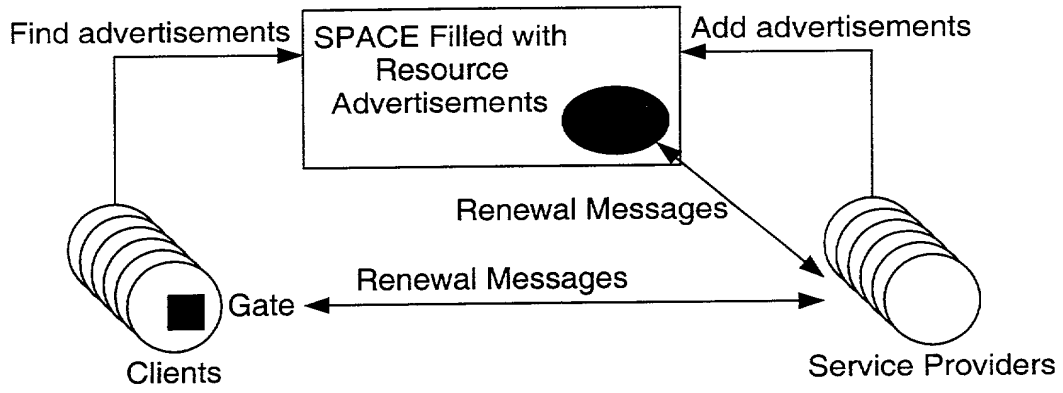 Find advertisements
SPACE Filled with
Resource
Advertisements
Add advertisements
Renewal Messages
Renewal Messages
Gate
Clients
Service Providers